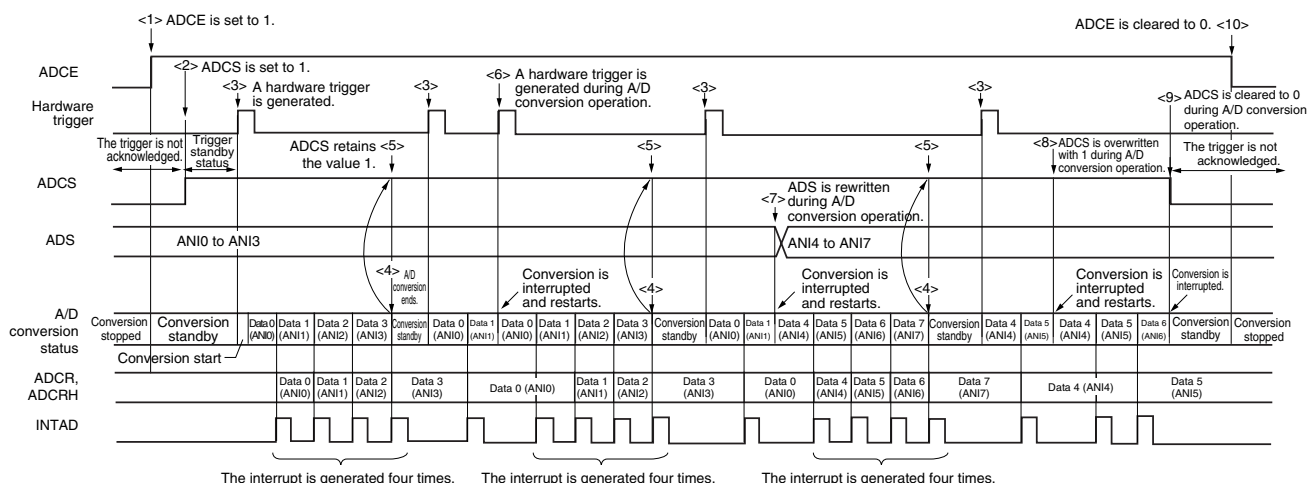 <1> ADCE is set to 1.
ADCE is cleared to 0. <10>
ADCE
<2> ADCS is set to 1.
<3> A hardware trigger
is generated.
<3>
<6> A hardware trigger is
generated during A/D
conversion operation.
<3>
<3>
<9> ADCS is cleared to 0
during A/D conversion
operation.
Hardware
trigger
The trigger is not
acknowledged.
Trigger
standby
status
ADCS retains <5>
the value 1.
<5>
<5>
<8> ADCS is overwritten
with 1 during A/D
conversion operation.
The trigger is not
acknowledged.
ADCS
<7> ADS is rewritten
during A/D
conversion operation.
ADS
ANI0 to ANI3
ANI4 to ANI7
<4> A/D
conversion
ends.
Conversion is
interrupted
and restarts.
<4>
Conversion is
interrupted
and restarts.
<4>
Conversion is
interrupted
and restarts.
Conversion is
interrupted.
A/D
conversion
status
Conversion
stopped
Conversion
standby
Data 0
(ANI0)
Data 1
(ANI1)
Data 2
(ANI2)
Data 3
(ANI3)
Conversion
standby
Data 0
(ANI0)
Data 1
(ANI1)
Data 0
(ANI0)
Data 1
(ANI1)
Data 2
(ANI2)
Data 3
(ANI3)
Conversion
standby
Data 0
(ANI0)
Data 1
(ANI1)
Data 4
(ANI4)
Data 5
(ANI5)
Data 6
(ANI6)
Data 7
(ANI7)
Conversion
standby
Data 4
(ANI4)
Data 5
(ANI5)
Data 4
(ANI4)
Data 5
(ANI5)
Data 6
(ANI6)
Conversion
standby
Conversion
stopped
Conversion start
ADCR,
ADCRH
Data 0
(ANI0)
Data 1
(ANI1)
Data 2
(ANI2)
Data 3
(ANI3)
Data 0 (ANI0)
Data 1
(ANI1)
Data 2
(ANI2)
Data 3
(ANI3)
Data 0
(ANI0)
Data 4
(ANI4)
Data 5
(ANI5)
Data 6
(ANI6)
Data 7
(ANI7)
Data 4 (ANI4)
Data 5
(ANI5)
INTAD
The interrupt is generated four times.
The interrupt is generated four times.
The interrupt is generated four times.